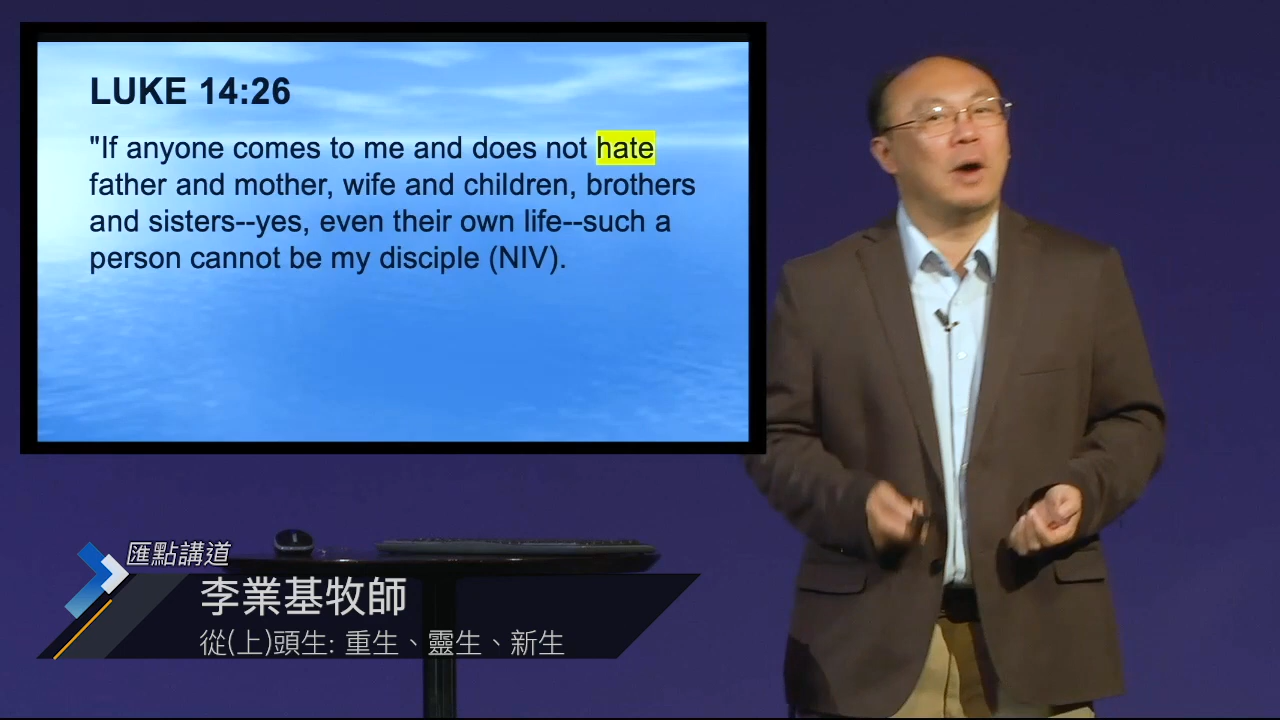 LUKE 14:26
"If anyone comes to me and does not hate
father and mother, wife and children, brothers
and sisters--yes, even their own life--such a
person cannot be my disciple (NIV).
匯點講道
李業基牧師
從(上)頭生: 重生、靈生、新生